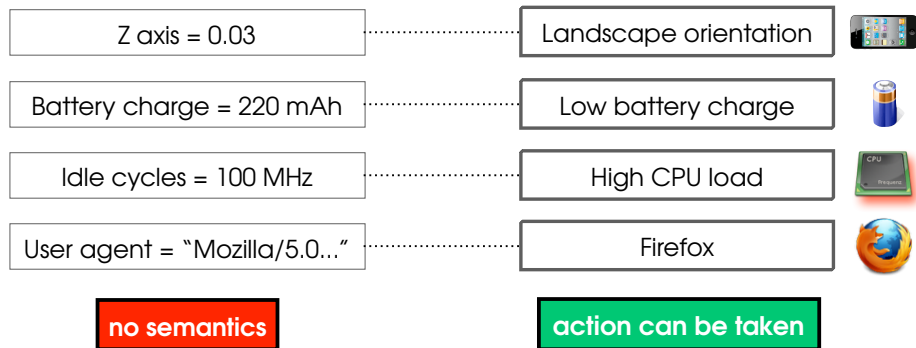 Z axis = 0.03
Landscape orientation
Battery charge = 220 mAh
Low battery charge
Idle cycles = 100 MHz
High CPU load
CPU
User agent = “Mozilla/5.0...”
Firefox
no semantics
action can be taken